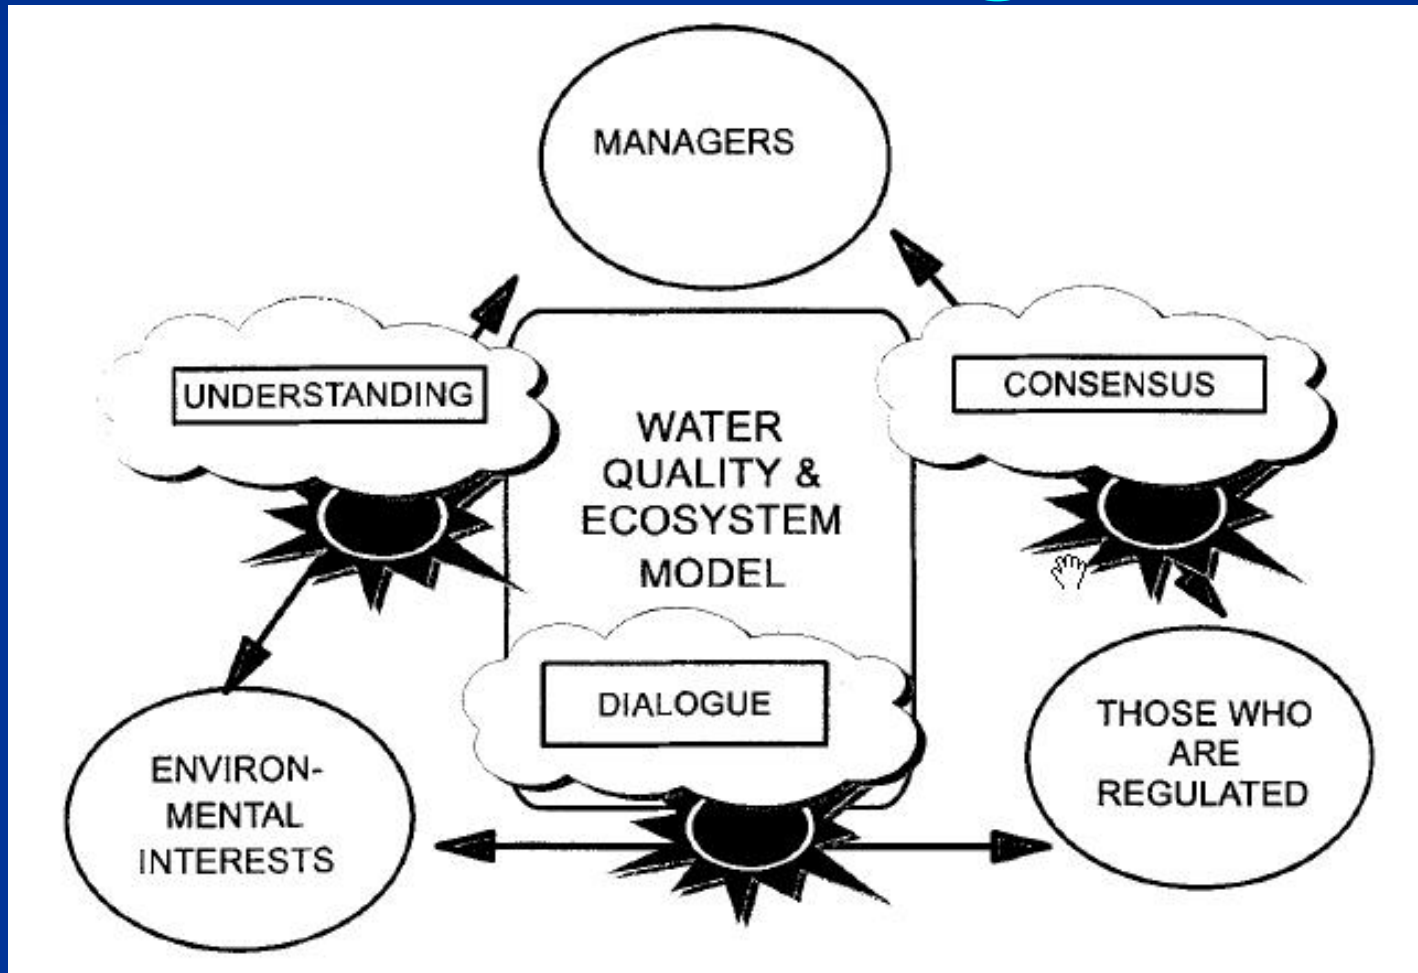 MANAGERS
UNDERSTANDING
CONSENSUS
WATER
QUALITY &
ECOSYSTEM
MODEL
DIALOGUE
ENVIRON-
MENTAL
INTERESTS
THOSE WHO
ARE
REGULATED